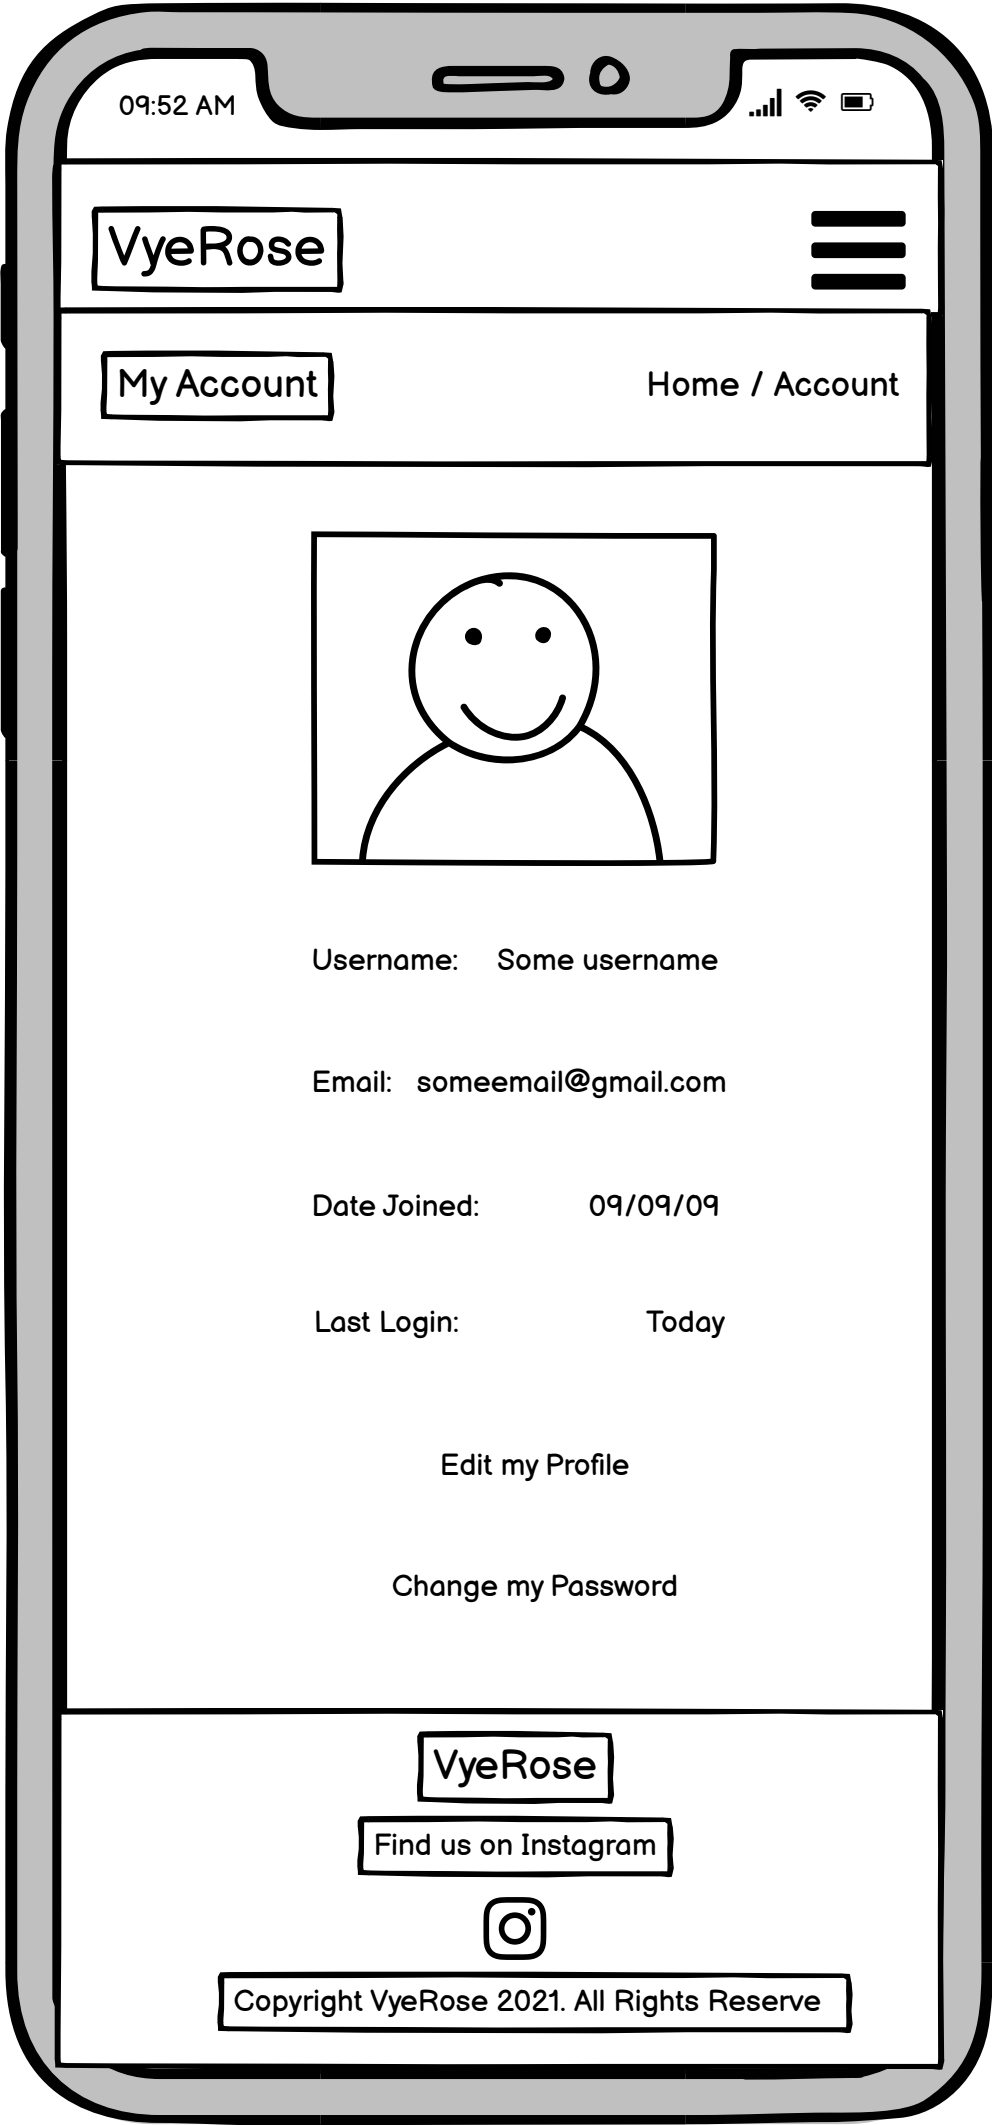 09:52 AM
VyeRose
My Account
Home / Account
Username: Some username
Email: someemail@gmail.com
Date Joined: 09/09/09
Last Login: Today
Edit my Profile
Change my Password
VyeRose
Find us on Instagram
Copyright VyeRose 2021. All Rights Reserve